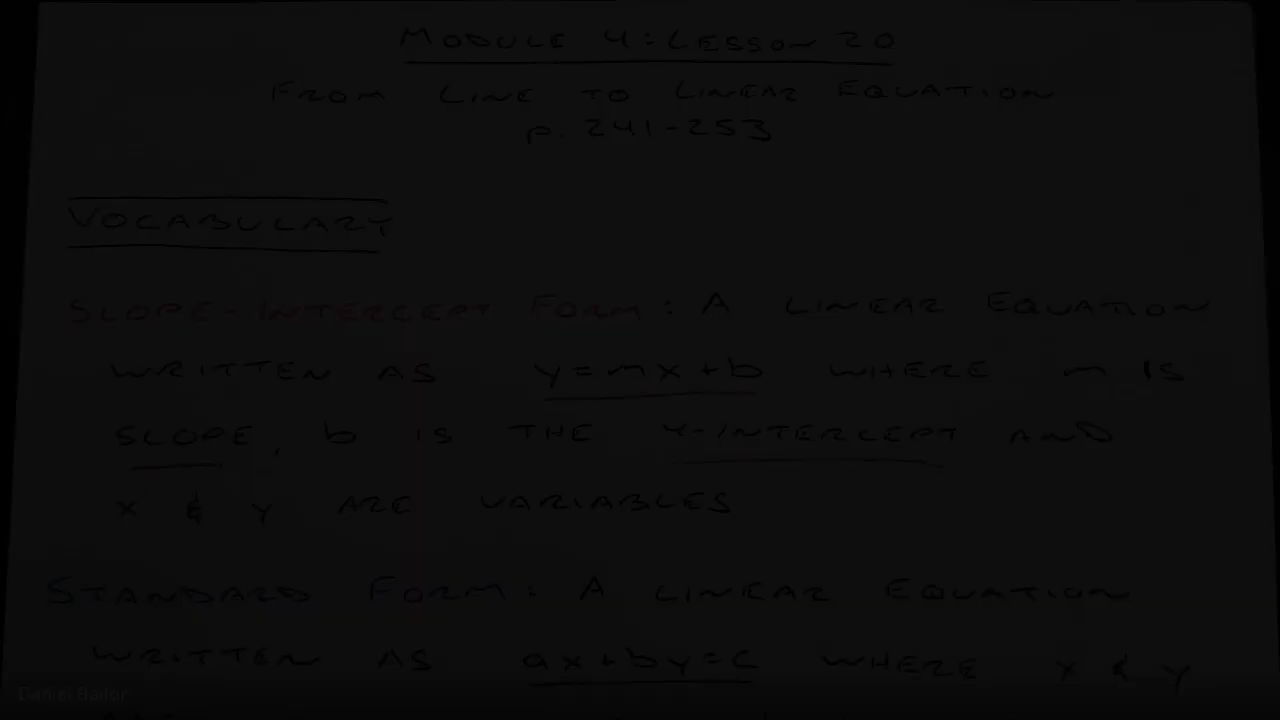 MODULE 4: LESSON 20
FROM LINE TO LINEAR EQUATION
p. 241-253
VOCABULARY
SLOPE-INTERCEPT FORM: A LINEAR EQUATION
WRITTEN AS y=mx+b WHERE m IS
SLOPE, b IS THE Y-INTERCEPT AND
x & y ARE VARIABLES
STANDARD FORM: A LINEAR EQUATION
WRITTEN AS ax+by=c WHERE x & y
Daniel Bailor